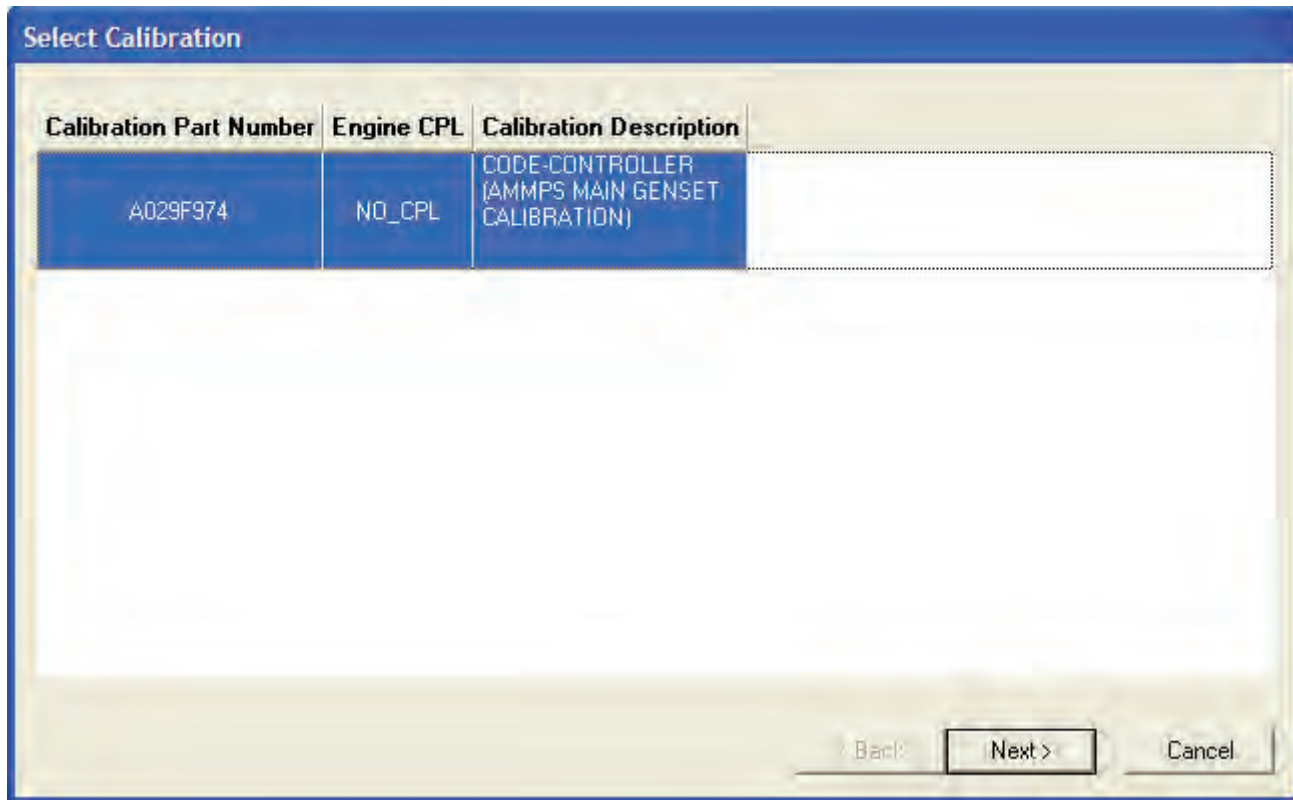 Select Calibration
Calibration Part Number Engine CPL Calibration Description
CODE-CONTROLLER
A029F974 NO_CPL (AMMPS MAIN GENSET
CALIBRATION)
< Back Next > Cancel